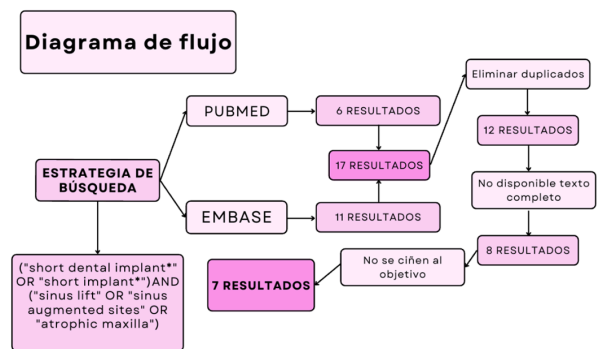 Diagrama de flujo
ESTRATEGIA DE
BÚSQUEDA
("short dental implant*"
OR "short implant*")AND
("sinus lift" OR "sinus
augmented sites" OR
"atrophic maxilla")
PUBMED
6 RESULTADOS
EMBASE
11 RESULTADOS
17 RESULTADOS
Eliminar duplicados
12 RESULTADOS
No disponible texto
completo
8 RESULTADOS
No se ciñen al
objetivo
7 RESULTADOS